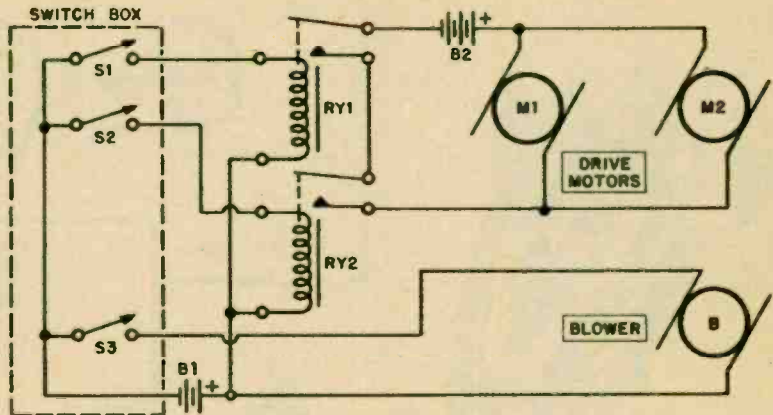 SWITCH BOX
S1
S2
S3
B1
+
RY1
RY2
B2
+
M1
M2
DRIVE
MOTORS
BLOWER
B